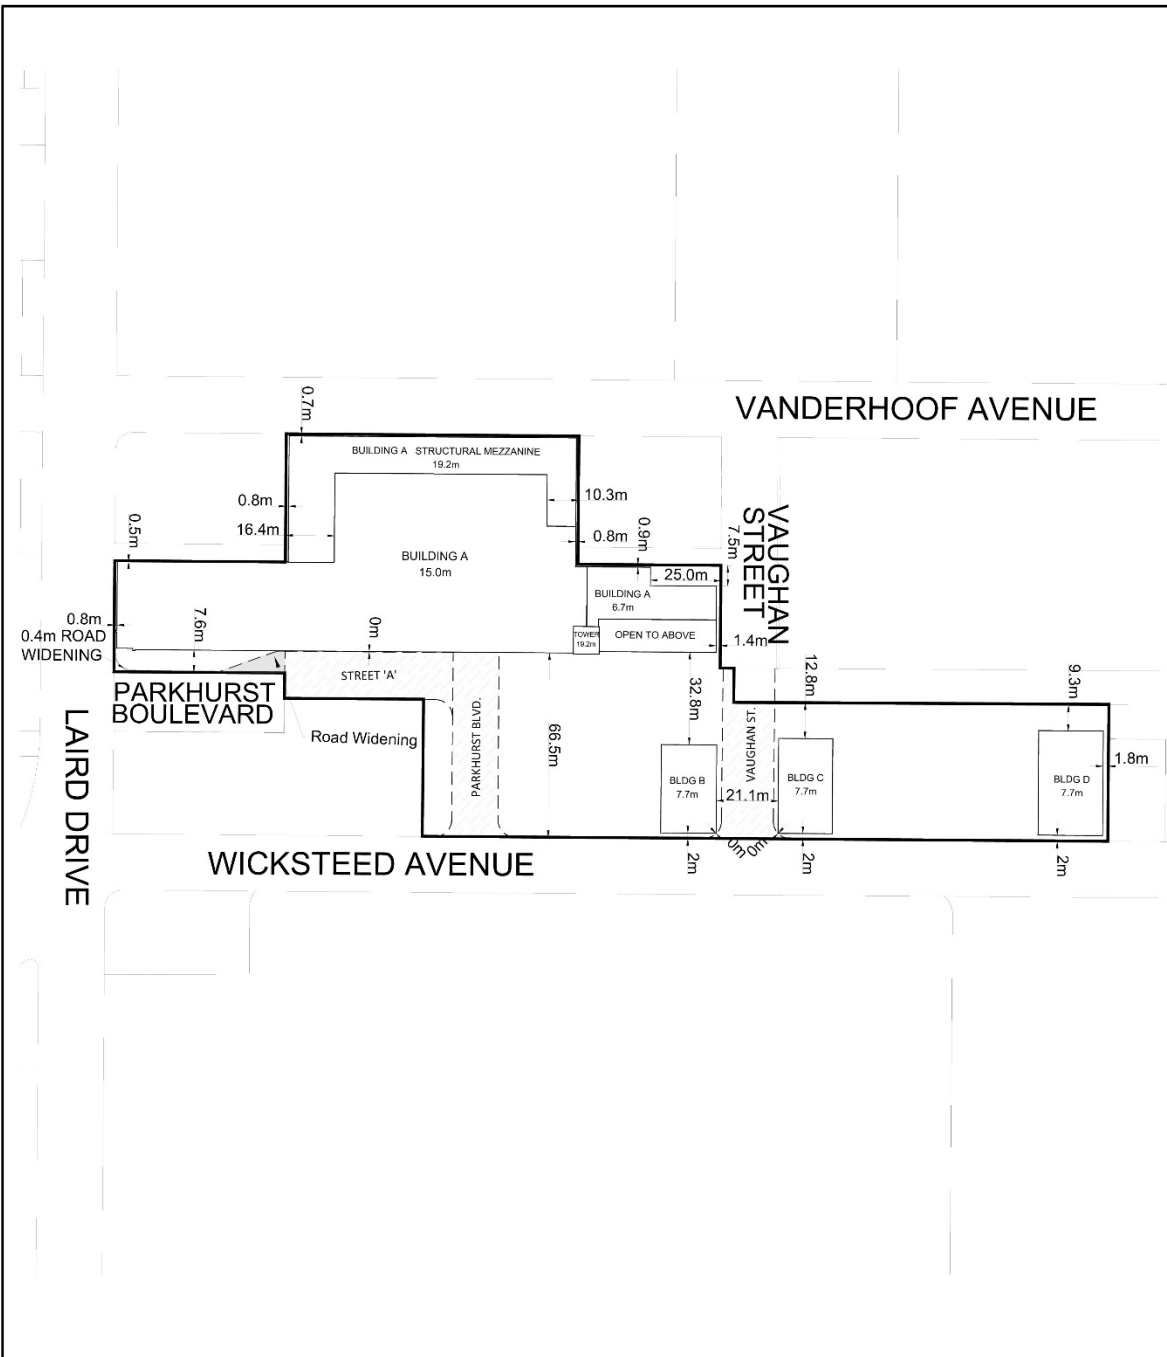 0.7m
VANDERHOOF AVENUE
BUILDING A STRUCTURAL MEZZANINE
19.2m
0.8m
10.3m
16.4m
0.8m
0.5m
0.9m
VAUGHAN
STREET
7.5m
BUILDING A
15.0m
25.0m
BUILDING A
6.7m
0.8m
0.4m ROAD
WIDENING
7.6m
0m
TOWER
19.2m
OPEN TO ABOVE
1.4m
STREET 'A'
PARKHURST
BOULEVARD
Road Widening
PARKHURST BLVD.
66.5m
32.8m
12.8m
9.3m
VAUGHAN ST.
BLDG B
7.7m
21.1m
BLDG C
7.7m
BLDG D
7.7m
1.8m
LAIRD DRIVE
WICKSTEED AVENUE
0m
0m
2m
2m
2m